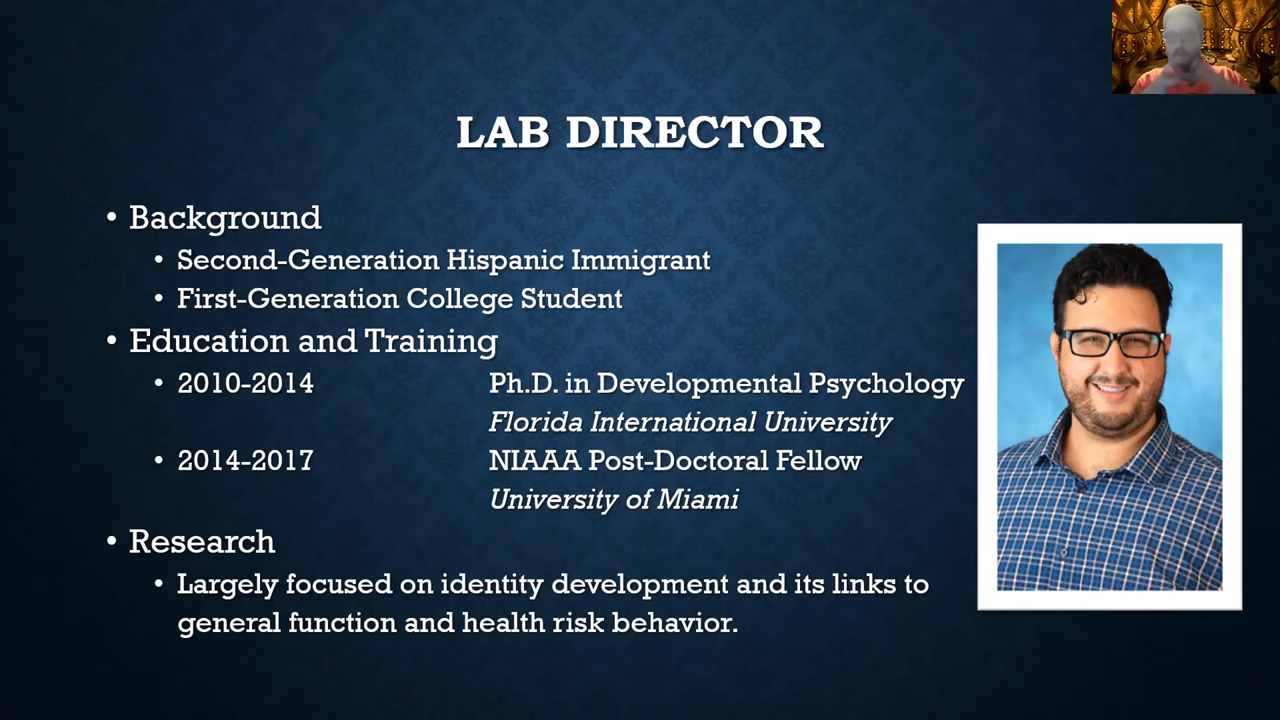 LAB DIRECTOR
• Background
• Second-Generation Hispanic Immigrant
• First-Generation College Student
• Education and Training
• 2010-2014 Ph.D. in Developmental Psychology
Florida International University
• 2014-2017 NIAAA Post-Doctoral Fellow
University of Miami
• Research
• Largely focused on identity development and its links to
general function and health risk behavior.